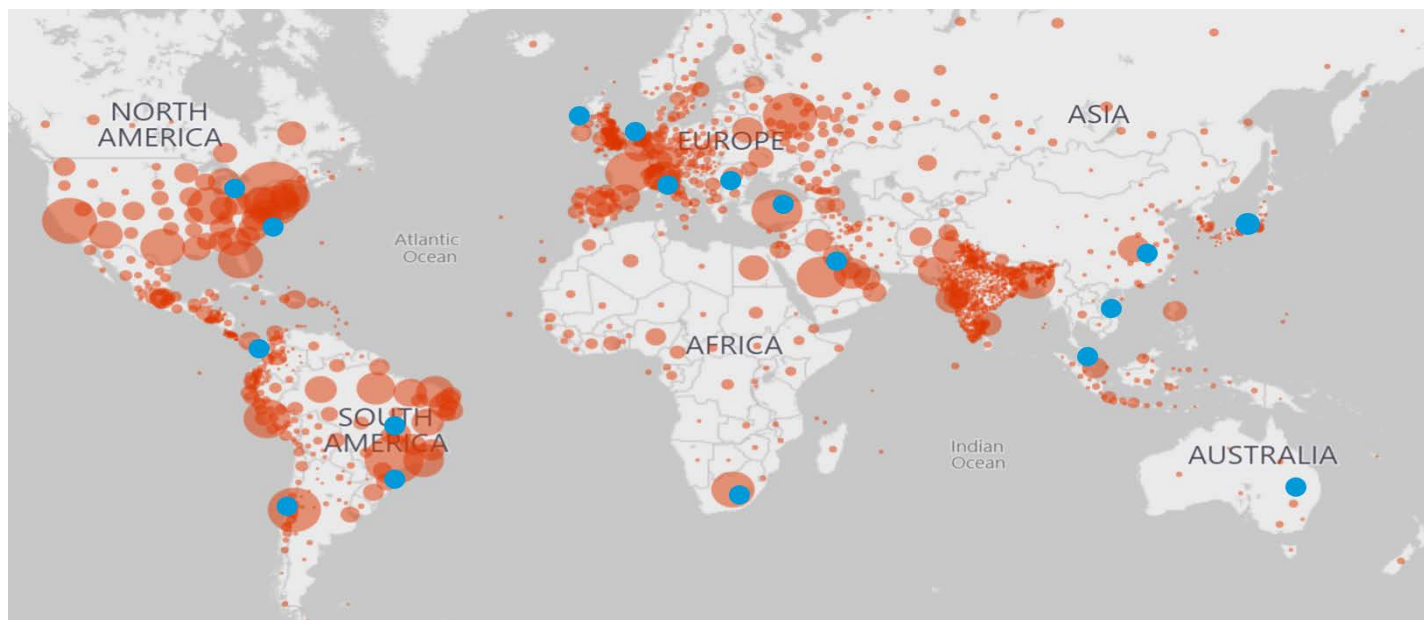 NORTH
AMERICA
ASIA
EUROPE
Atlantic
Ocean
AFRICA
SOUTH
AMERICA
Indian
Ocean
AUSTRALIA